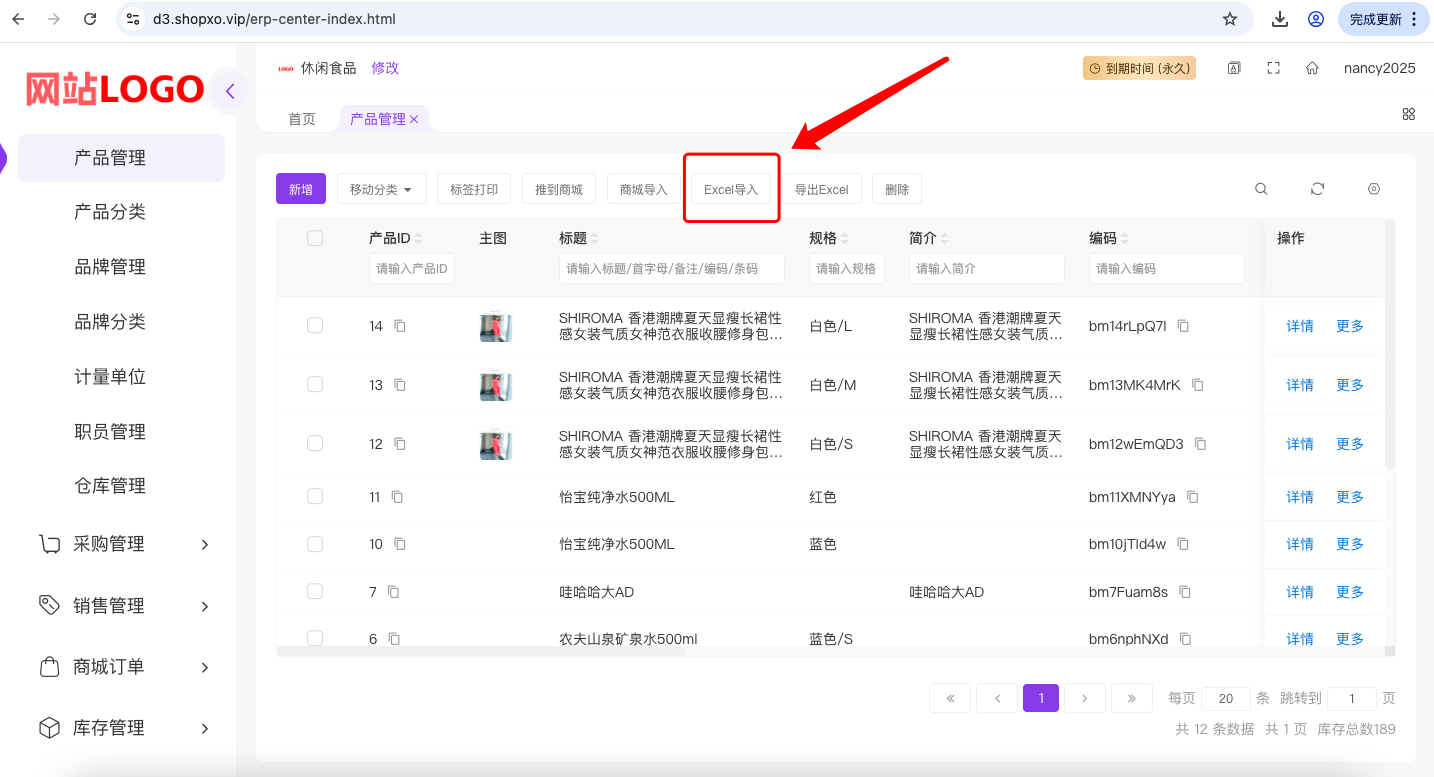 d3.shopxo.vip/erp-center-index.html
完成更新
网站LOGO
LOGO 休闲食品 修改
到期时间 (永久)
nancy2025
首页 产品管理
产品管理
产品分类
品牌管理
品牌分类
计量单位
职员管理
仓库管理
采购管理
销售管理
商城订单
库存管理
新增 移动分类 标签打印 推到商城 商城导入 Excel导入 导出Excel 删除
产品ID 主图 标题 规格 简介 编码 操作
请输入产品ID 请输入标题/首字母/备注/编码/条码 请输入规格 请输入简介 请输入编码
14 SHIROMA 香港潮牌夏天显瘦长裙性感女装气质女神范衣服收腰修身包... 白色/L SHIROMA 香港潮牌夏天显瘦长裙性感女装气质... bm14rLpQ7l 详情 更多
13 SHIROMA 香港潮牌夏天显瘦长裙性感女装气质女神范衣服收腰修身包... 白色/M SHIROMA 香港潮牌夏天显瘦长裙性感女装气质... bm13MK4MrK 详情 更多
12 SHIROMA 香港潮牌夏天显瘦长裙性感女装气质女神范衣服收腰修身包... 白色/S SHIROMA 香港潮牌夏天显瘦长裙性感女装气质... bm12wEmQD3 详情 更多
11 怡宝纯净水500ML 红色 bm11XMNYya 详情 更多
10 怡宝纯净水500ML 蓝色 bm10jTld4w 详情 更多
7 哇哈哈大AD 哇哈哈大AD bm7Fuam8s 详情 更多
6 农夫山泉矿泉水500ml 蓝色/S bm6nphNXd 详情 更多
« ‹ 1 › » 每页 20 条 跳转到 1 页
共 12 条数据 共 1 页 库存总数189